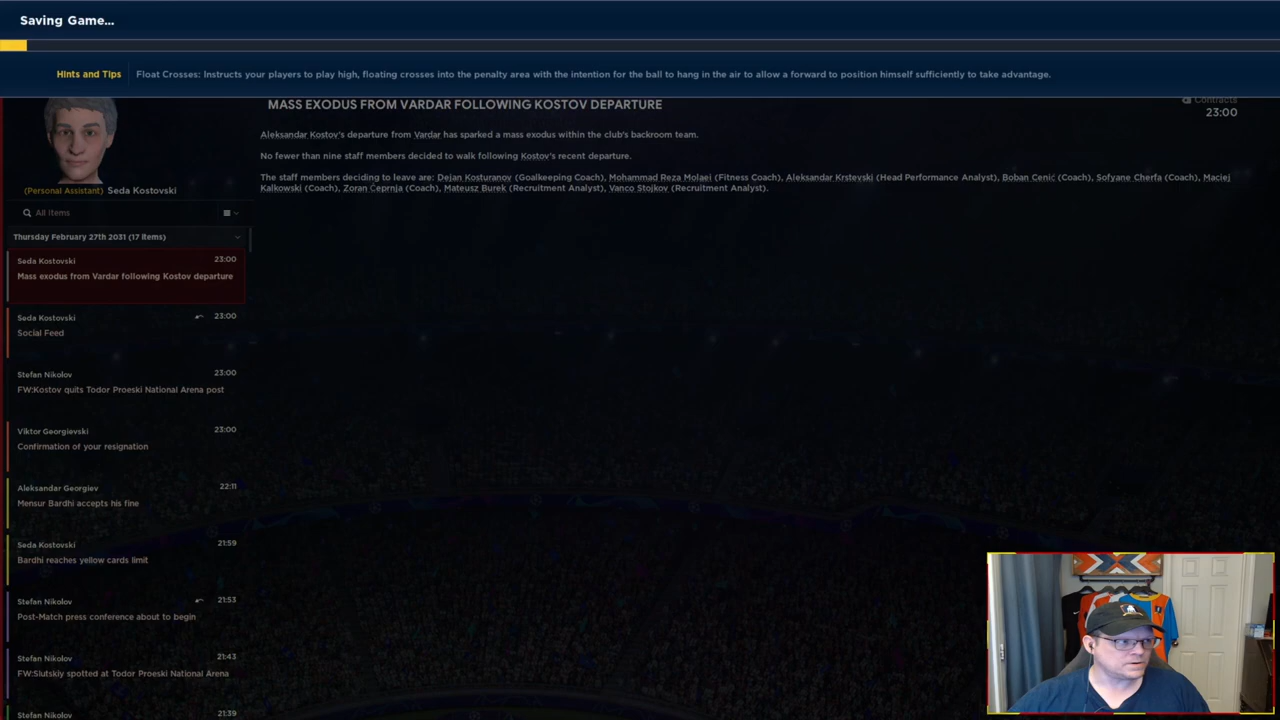 Saving Game...
Hints and Tips
Float Crosses: Instructs your players to play high, floating crosses into the penalty area with the intention for the ball to hang in the air to allow a forward to position himself sufficiently to take advantage.
MASS EXODUS FROM VARDAR FOLLOWING KOSTOV DEPARTURE
Contracts
23:00
Aleksandar Kostov's departure from Vardar has sparked a mass exodus within the club's backroom team.
No fewer than nine staff members decided to walk following Kostov's recent departure.
The staff members deciding to leave are: Dejan Kosturanov (Goalkeeping Coach), Mohammad Reza Molaei (Fitness Coach), Aleksandar Krstevski (Head Performance Analyst), Boban Cenić (Coach), Sofyane Cherfa (Coach), Maciej
Kalkowski (Coach), Zoran Ceprnja (Coach), Mateusz Burek (Recruitment Analyst), Vanco Stojkov (Recruitment Analyst).
(Personal Assistant) Seda Kostovski
All Items
Thursday February 27th 2031 (17 Items)
Seda Kostovski 23:00
Mass exodus from Vardar following Kostov departure
Seda Kostovski 23:00
Social Feed
Stefan Nikolov 23:00
FW:Kostov quits Todor Proeski National Arena post
Viktor Georgievski 23:00
Confirmation of your resignation
Aleksandar Georgiev 22:11
Mensur Bardhi accepts his fine
Seda Kostovski 21:59
Bardhi reaches yellow cards limit
Stefan Nikolov 21:53
Post-Match press conference about to begin
Stefan Nikolov 21:43
FW:Slutskiy spotted at Todor Proeski National Arena
Stefan Nikolov 21:39